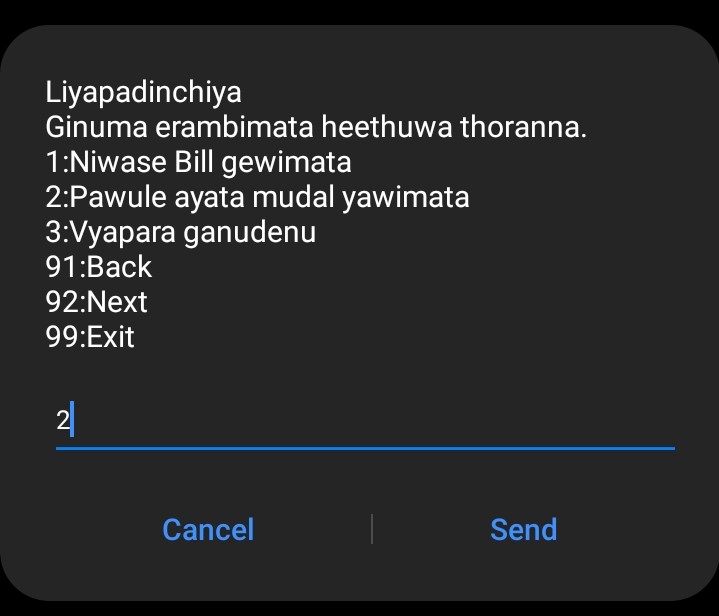 Liyapadinchiya
Ginuma erambimata heethuwa thoranna.
1:Niwase Bill gewimata
2:Pawule ayata mudal yawimata
3:Vyapara ganudenu
91:Back
92:Next
99:Exit
2
Cancel
Send